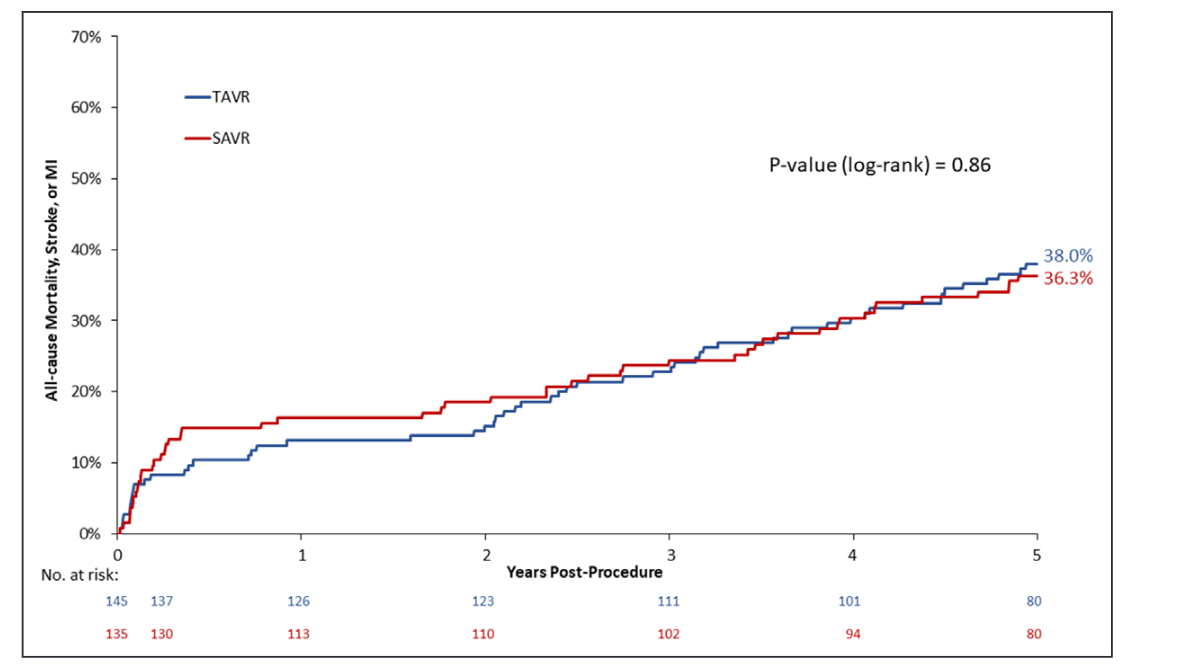 70%
TAVR
60%
SAVR
P-value (log-rank) = 0.86
50%
All-cause Mortality, Stroke, or MI
40%
38.0%
36.3%
30%
20%
10%
0%
0 1 2 3 4 5
Years Post-Procedure
No. at risk:
145 137 126 123 111 101 80
135 130 113 110 102 94 80